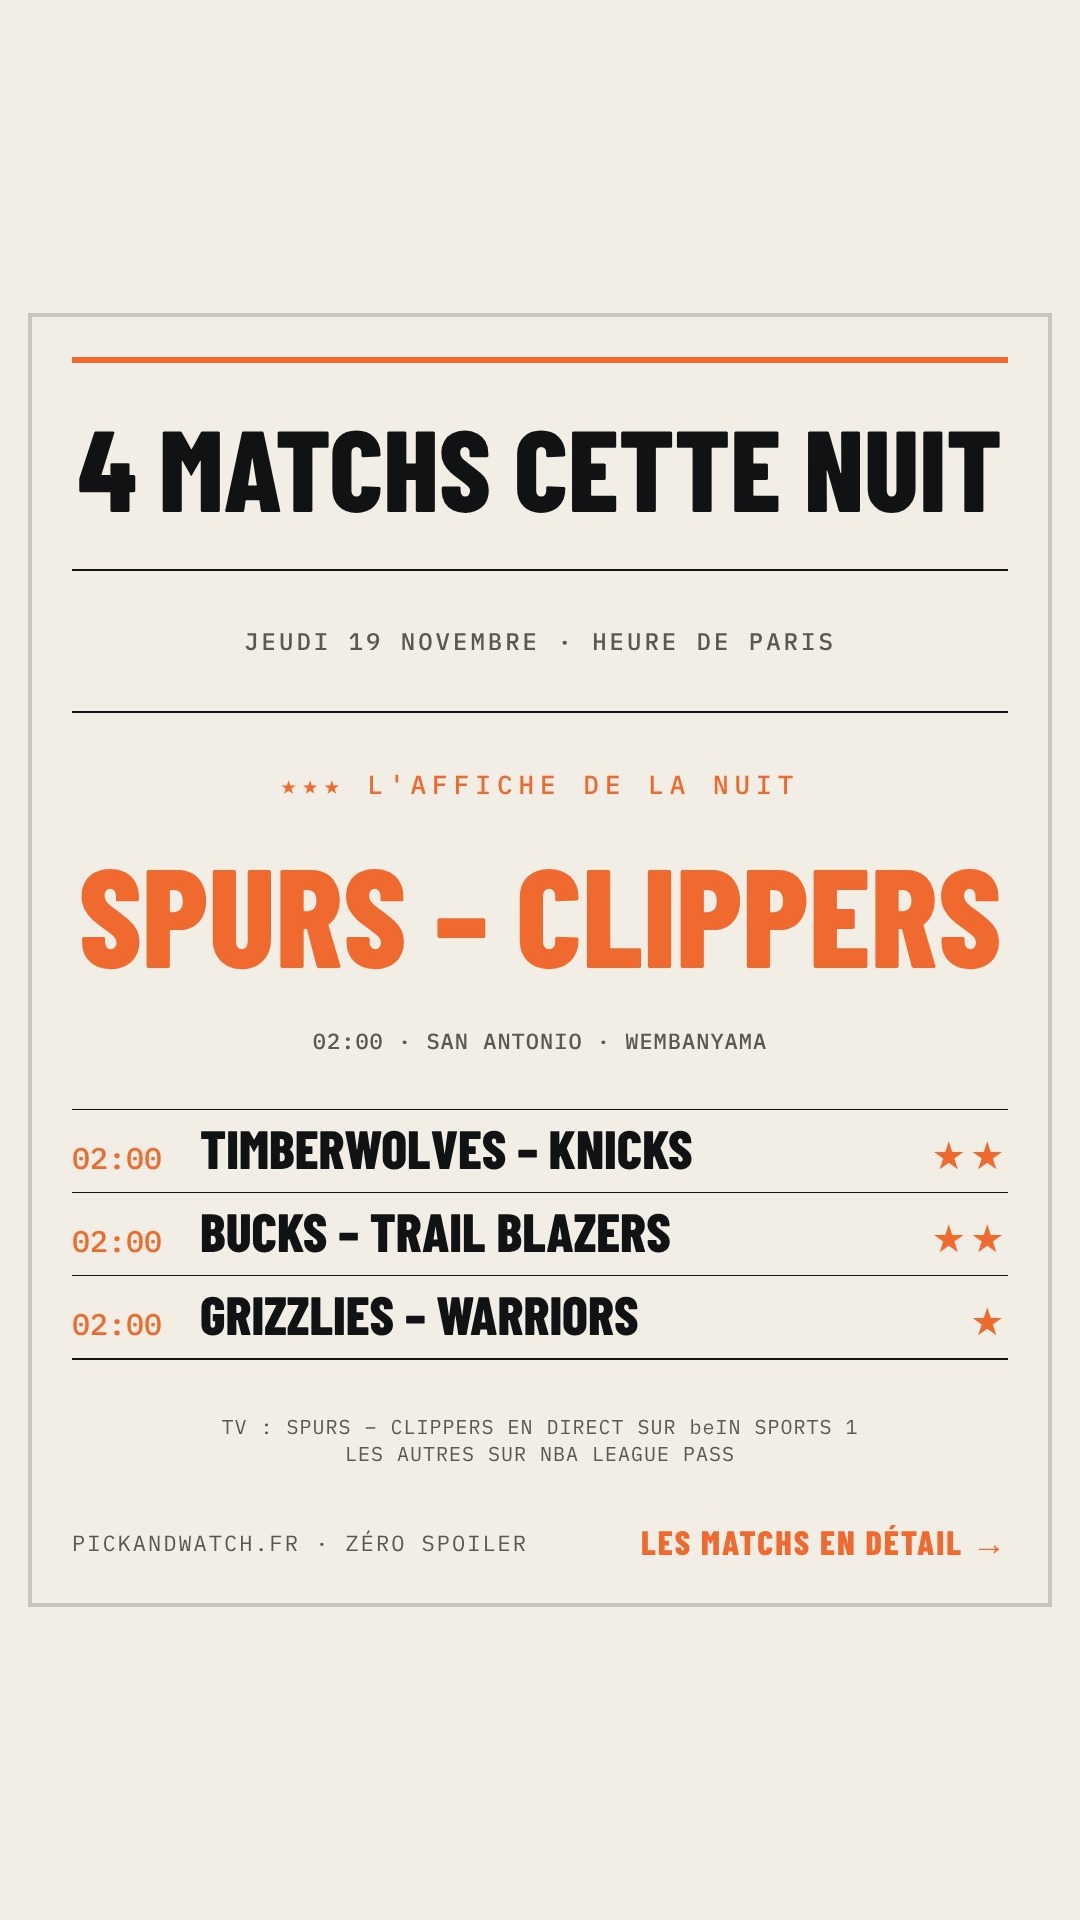 4 MATCHS CETTE NUIT
JEUDI 19 NOVEMBRE · HEURE DE PARIS
★★★ L'AFFICHE DE LA NUIT
SPURS – CLIPPERS
02:00 · SAN ANTONIO · WEMBANYAMA
02:00 TIMBERWOLVES – KNICKS ★★
02:00 BUCKS – TRAIL BLAZERS ★★
02:00 GRIZZLIES – WARRIORS ★
TV : SPURS – CLIPPERS EN DIRECT SUR beIN SPORTS 1
LES AUTRES SUR NBA LEAGUE PASS
PICKANDWATCH.FR · ZÉRO SPOILER
LES MATCHS EN DÉTAIL →